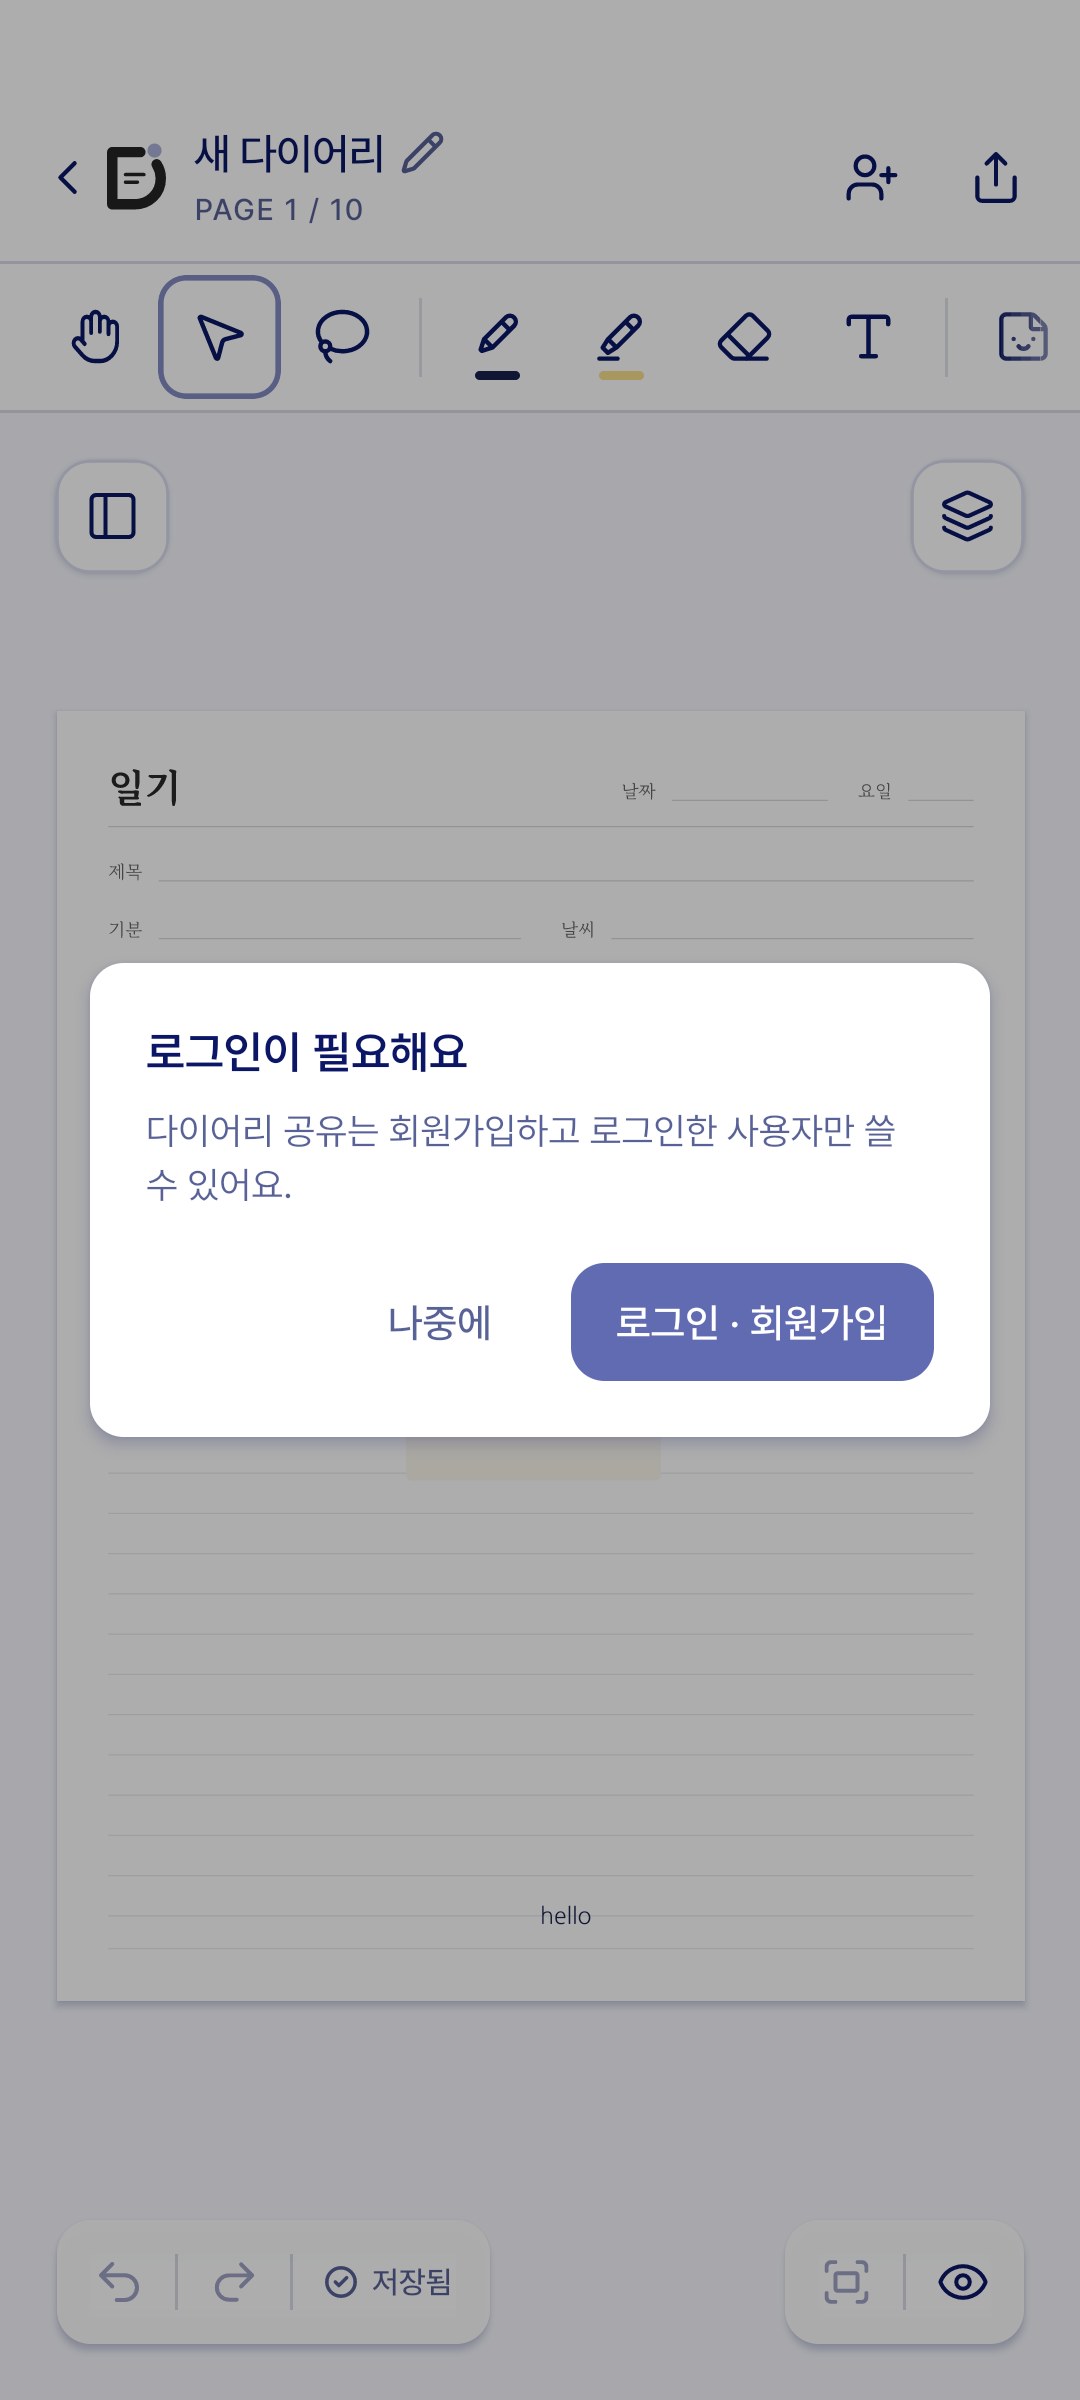 새 다이어리
PAGE 1 / 10
일기
날짜
요일
제목
기분
날씨
로그인이 필요해요
다이어리 공유는 회원가입하고 로그인한 사용자만 쓸
수 있어요.
나중에
로그인 · 회원가입
hello
저장됨